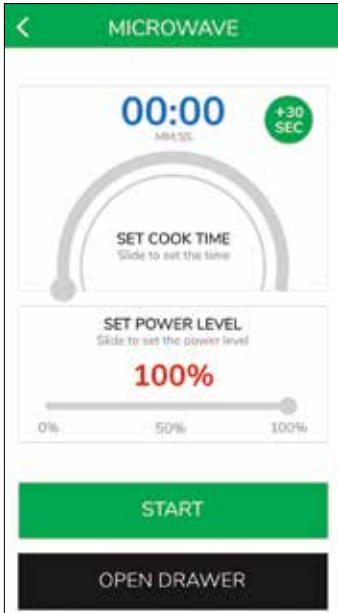 MICROWAVE
00:00
MM:SS
+30
SEC
SET COOK TIME
Slide to set the time
SET POWER LEVEL
Slide to set the power level
100%
0% 50% 100%
START
OPEN DRAWER